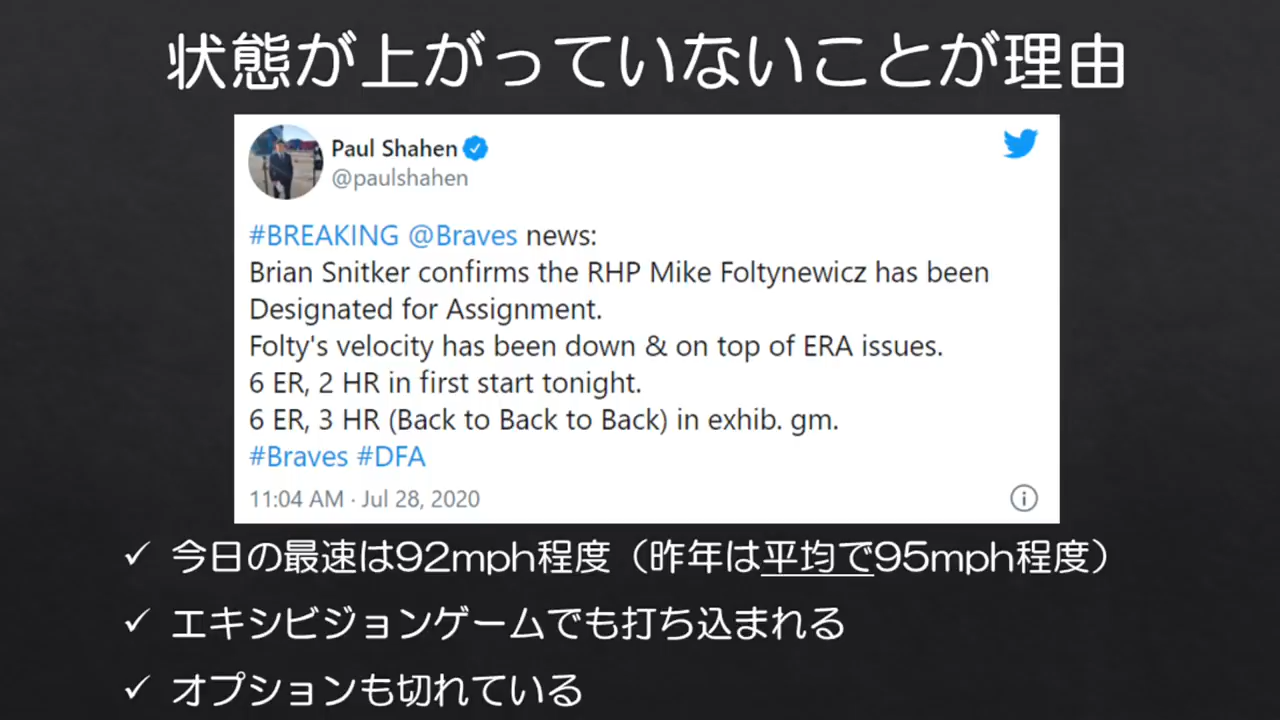 状態が上がっていないことが理由
Paul Shahen
@paulshahen
#BREAKING @Braves news:
Brian Snitker confirms the RHP Mike Foltynewicz has been
Designated for Assignment.
Folty's velocity has been down & on top of ERA issues.
6 ER, 2 HR in first start tonight.
6 ER, 3 HR (Back to Back to Back) in exhib. gm.
#Braves #DFA
11:04 AM · Jul 28, 2020
✓ 今日の最速は92mph程度（昨年は平均で95mph程度）
✓ エキシビジョンゲームでも打ち込まれる
✓ オプションも切れている